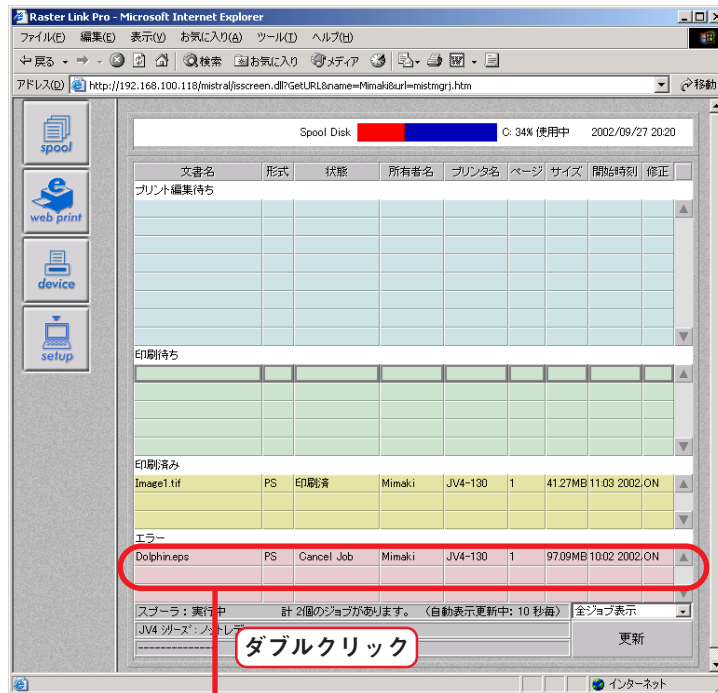 Raster Link Pro - Microsoft Internet Explorer
ファイル(F) 編集(E) 表示(V) お気に入り(A) ツール(T) ヘルプ(H)
戻る 検索 お気に入り メディア
アドレス(D) http://192.168.100.118/mistral/isscreen.dll?GetURL&name=Mimaki&url=mistmgrj.htm 移動
spool
web print
device
setup
Spool Disk C: 34% 使用中 2002/09/27 20:20
文書名 形式 状態 所有者名 プリンタ名 ページ サイズ 開始時刻 修正
プリント編集待ち
印刷待ち
印刷済み
Image1.tif PS 印刷済 Mimaki JV4-130 1 41.27MB 11:03 2002. ON
エラー
Dolphin.eps PS Cancel Job Mimaki JV4-130 1 97.09MB 10:02 2002. ON
スプーラ：実行中 計 2個のジョブがあります。 （自動表示更新中: 10 秒毎） 全ジョブ表示
JV4 ｼﾘｰｽﾞ: ノットレデ
--------------
更新
ダブルクリック
インターネット